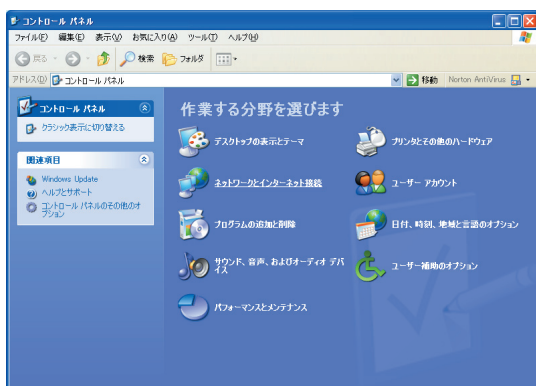 コントロール パネル
ファイル(F) 編集(E) 表示(V) お気に入り(A) ツール(T) ヘルプ(H)
戻る 検索 フォルダ
アドレス(D) コントロール パネル 移動 Norton AntiVirus
コントロール パネル
クラシック表示に切り替える
関連項目
Windows Update
ヘルプとサポート
コントロール パネルのその他のオ
プション
作業する分野を選びます
デスクトップの表示とテーマ
プリンタとその他のハードウェア
ネットワークとインターネット接続
ユーザー アカウント
プログラムの追加と削除
日付、時刻、地域と言語のオプション
サウンド、音声、およびオーディオ デバ
イス
ユーザー補助のオプション
パフォーマンスとメンテナンス